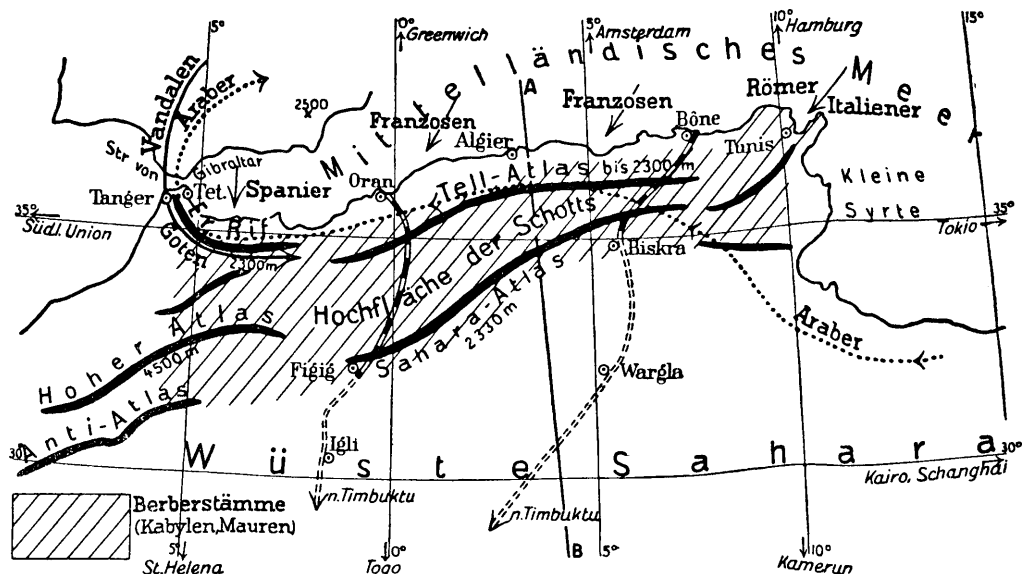 5°
0°
Greenwich
5°
Amsterdam
10°
Hamburg
15°
Mittelländisches Meer
A
Vandalen
Araber
2500
Franzosen
Franzosen
Römer
Italiener
Bône
Tunis
Algier
Str von Gibraltar
Tanger
Tet.
Spanier
Oran
Tell-Atlas bis 2300m
Kleine
Syrte
35°
Südl. Union
35°
Tokio
Rif
Goten
2300m
Hochfläche der Schotts
Biskra
Sahara-Atlas
2330m
Araber
Hoher Atlas
4500m
Figig
Wargla
Anti-Atlas
30
Igli
Wüste Sahara
30°
Kairo, Schanghai
n.Timbuktu
n.Timbuktu
Berberstämme
(Kabylen,Mauren)
5°
St.Helena
0°
Togo
B
5°
10°
Kamerun